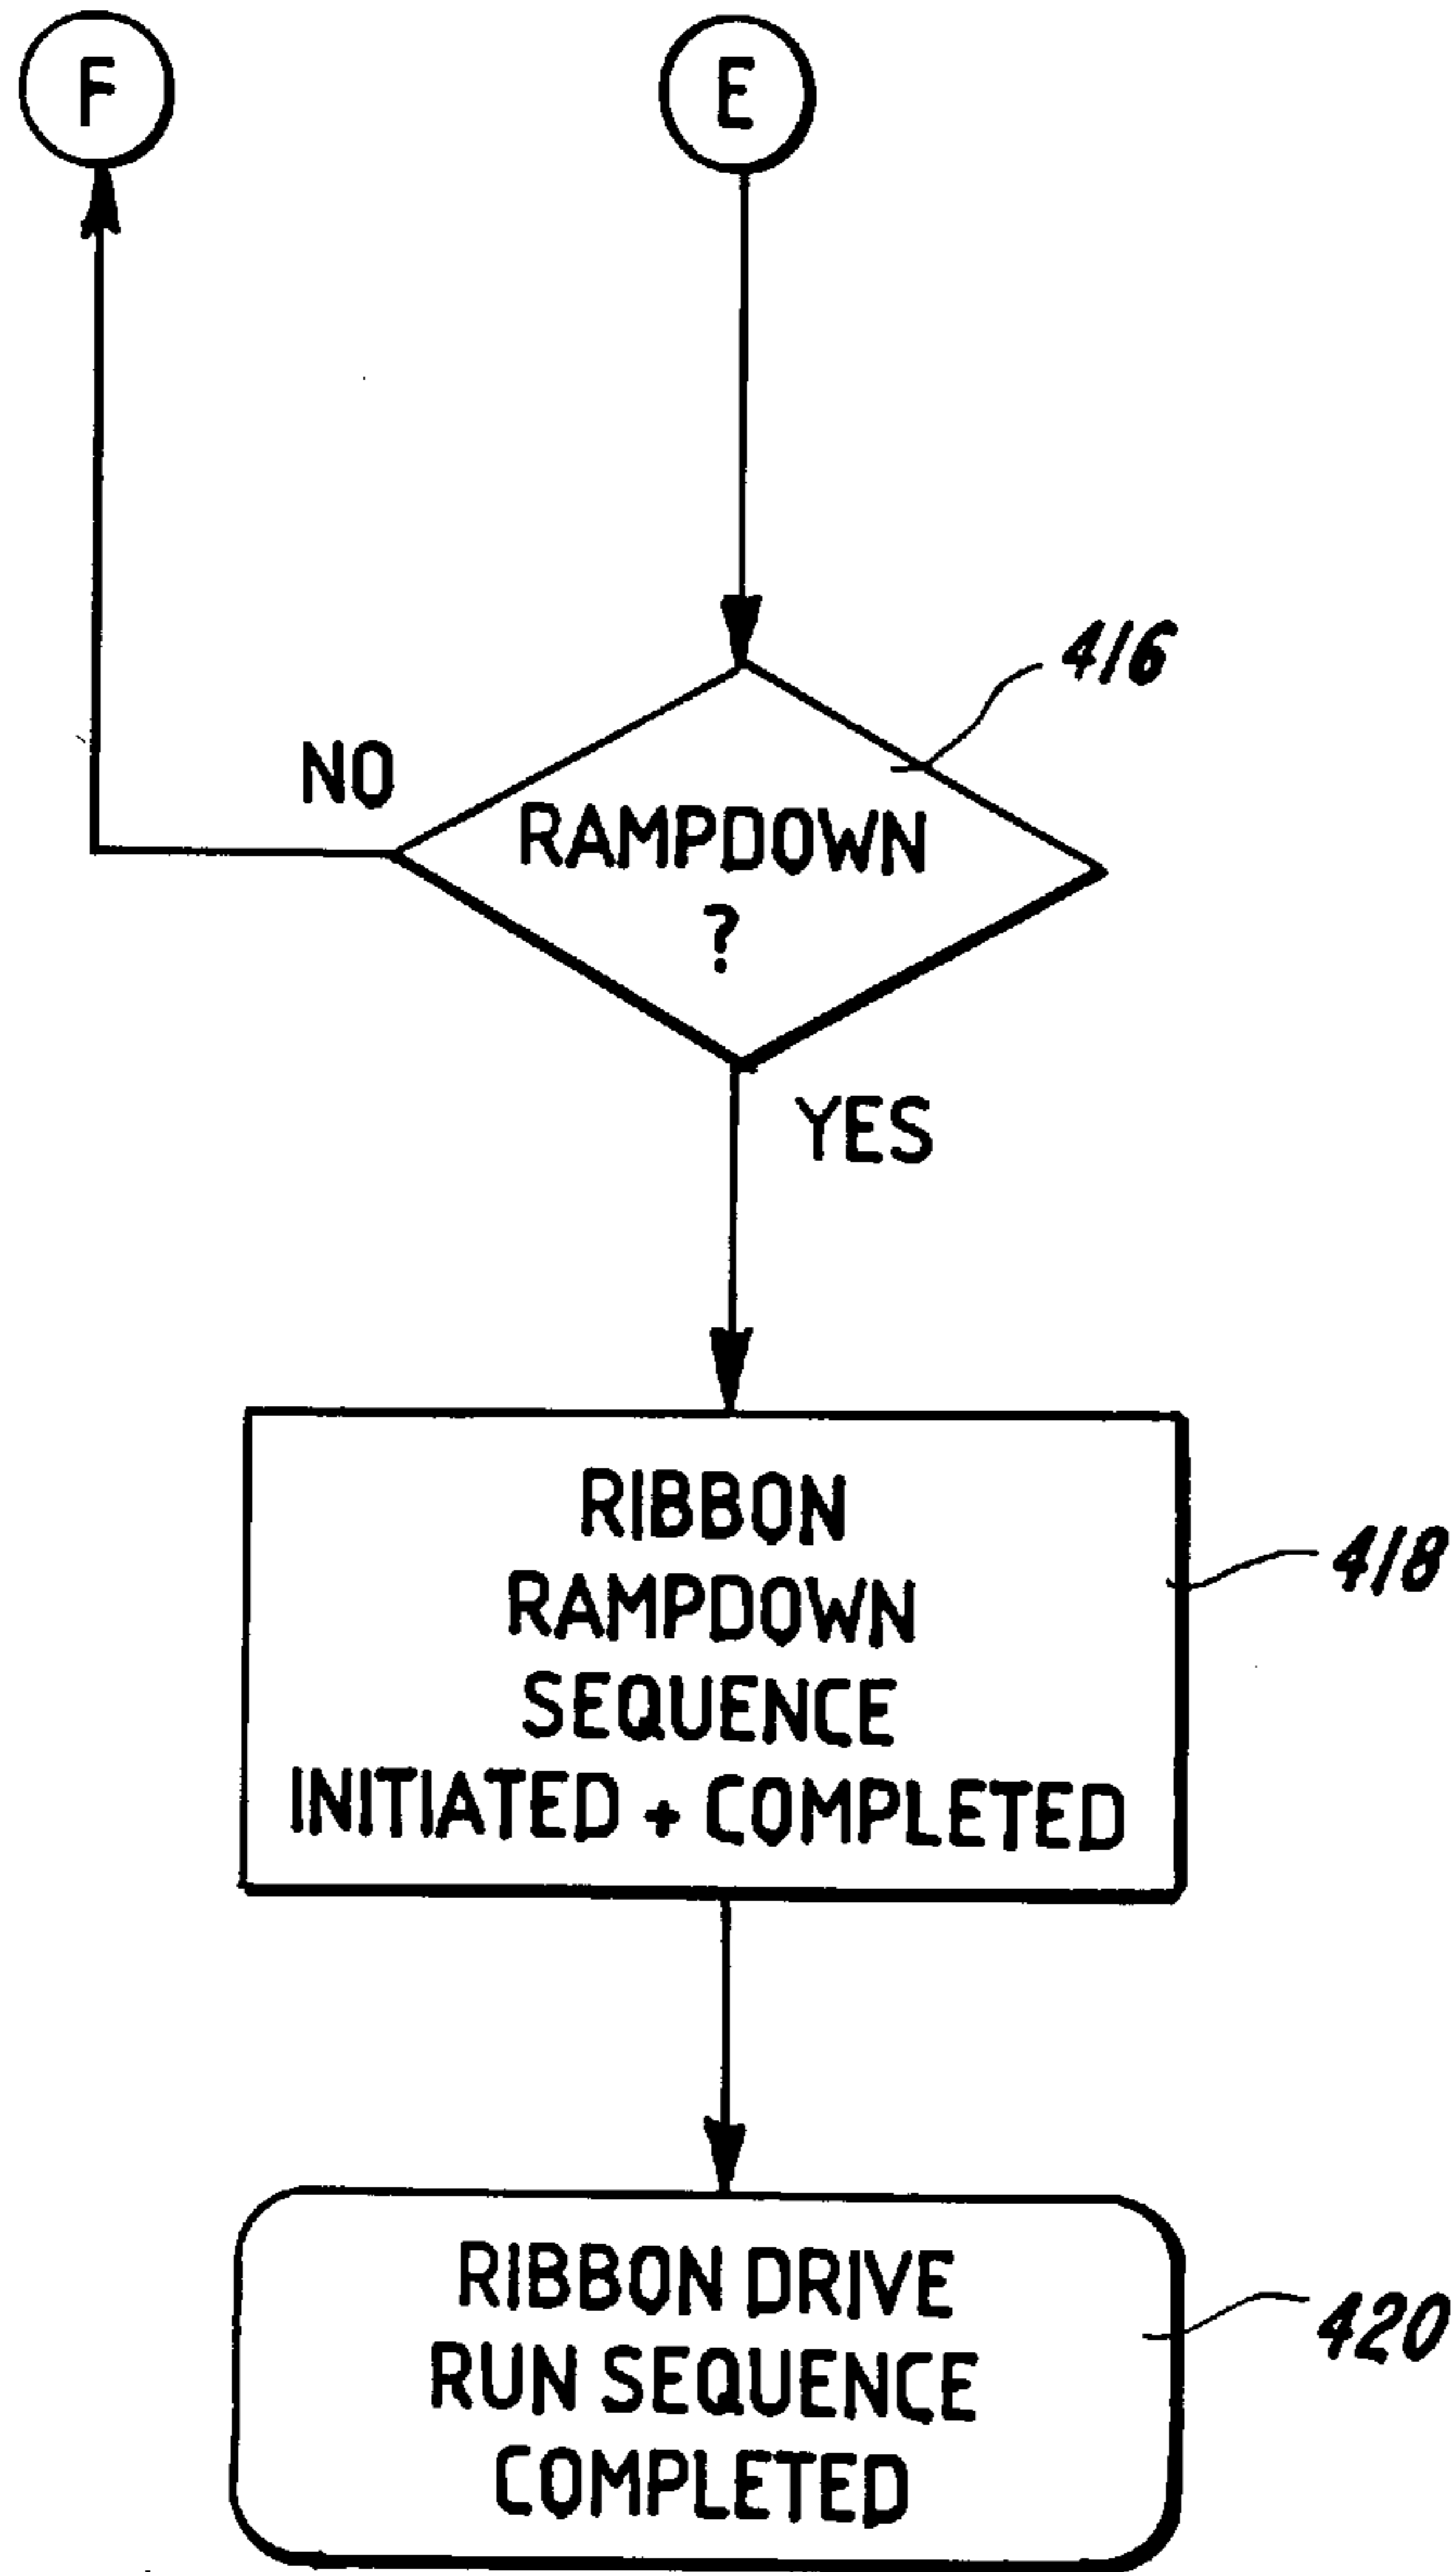 F
E
416
NO
RAMPDOWN
?
YES
RIBBON
RAMPDOWN
SEQUENCE
INITIATED + COMPLETED
418
RIBBON DRIVE
RUN SEQUENCE
COMPLETED
420